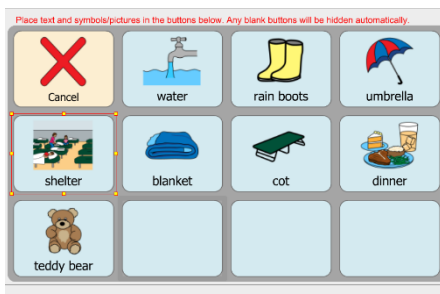 Place text and symbols/pictures in the buttons below. Any blank buttons will be hidden automatically.
Cancel
water
rain boots
umbrella
shelter
blanket
cot
dinner
teddy bear